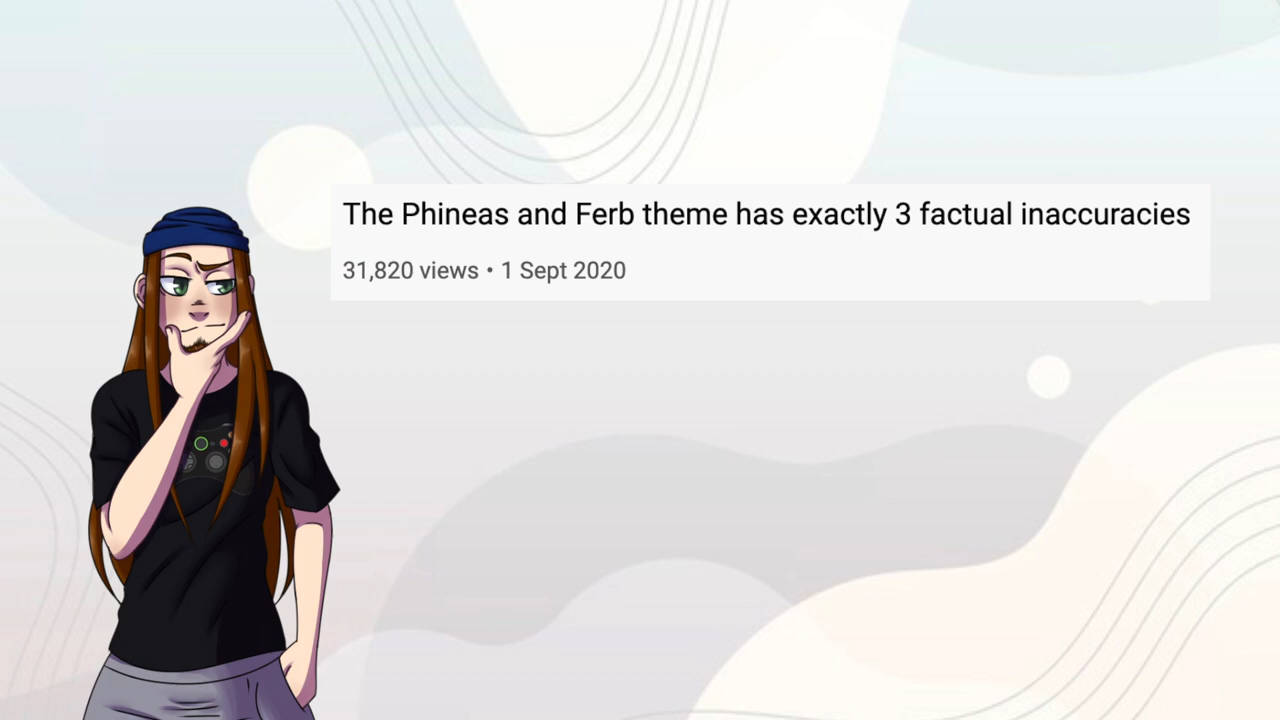 The Phineas and Ferb theme has exactly 3 factual inaccuracies
31,820 views • 1 Sept 2020